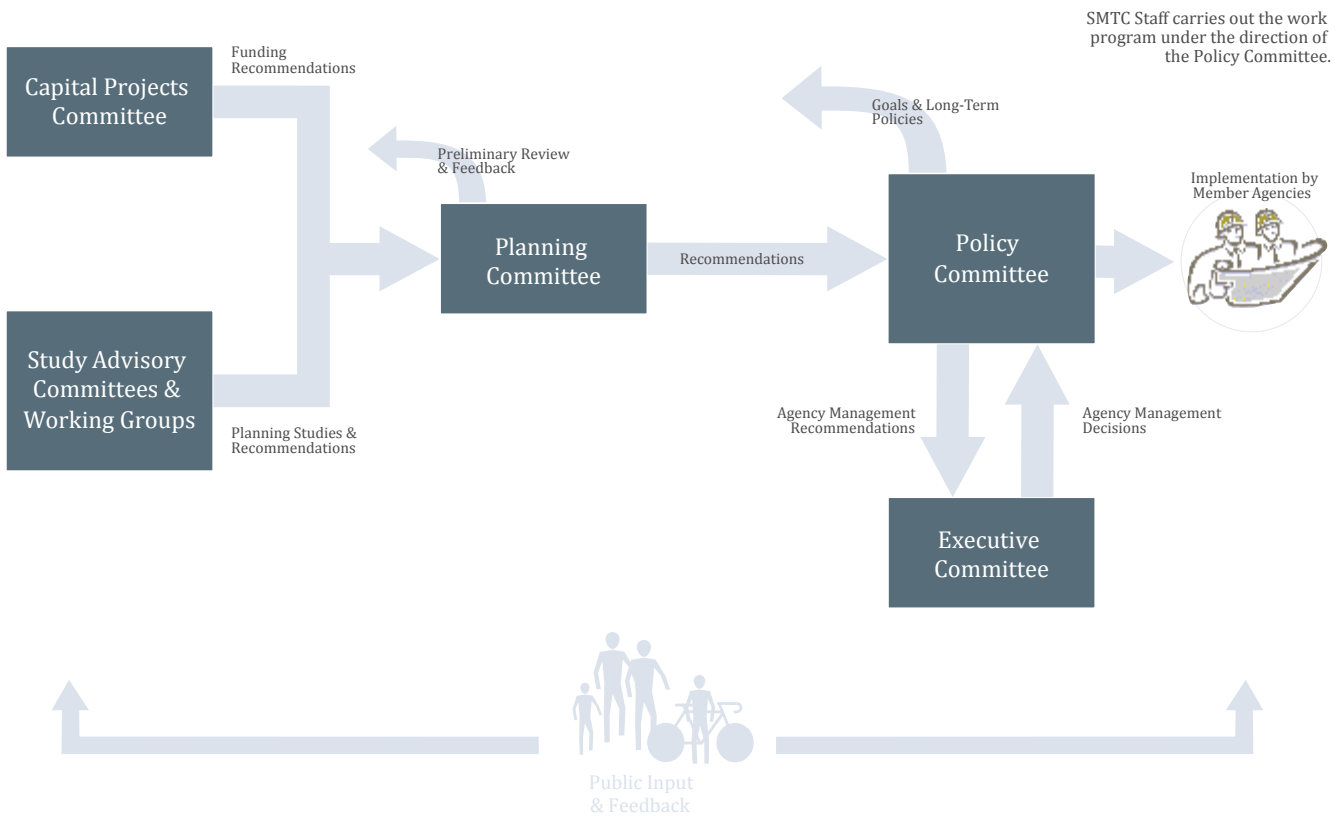 SMTC Staff carries out the work
program under the direction of
the Policy Committee.
Funding
Recommendations
Capital Projects
Committee
Goals & Long-Term
Policies
Preliminary Review
& Feedback
Implementation by
Member Agencies
Planning
Committee
Recommendations
Policy
Committee
Study Advisory
Committees &
Working Groups
Planning Studies &
Recommendations
Agency Management
Recommendations
Agency Management
Decisions
Executive
Committee
Public Input
& Feedback